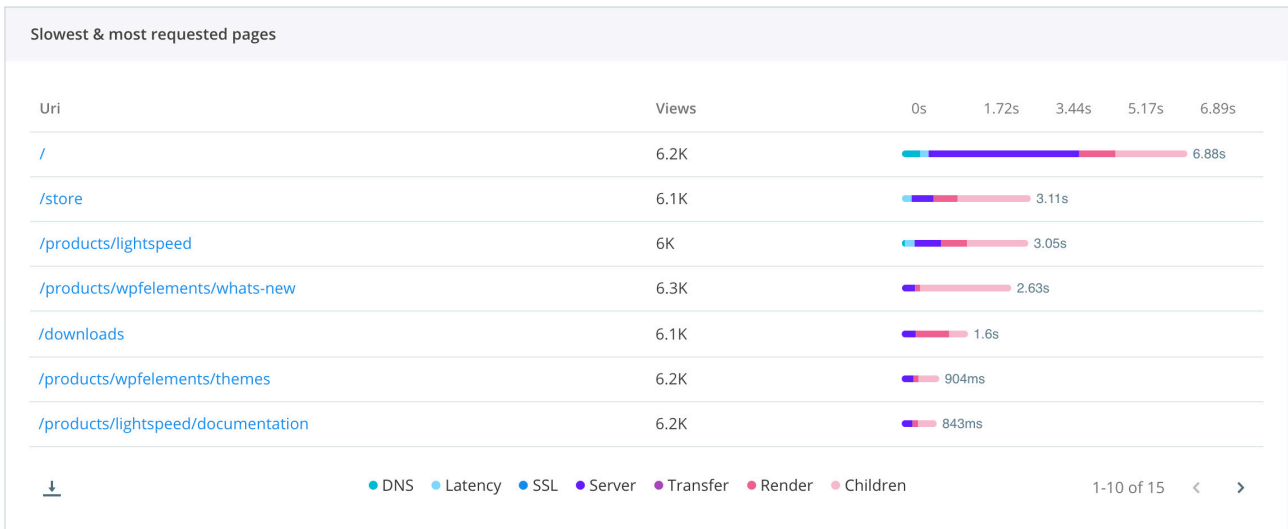 Slowest & most requested pages
Uri Views 0s 1.72s 3.44s 5.17s 6.89s
/ 6.2K 6.88s
/store 6.1K 3.11s
/products/lightspeed 6K 3.05s
/products/wpfelements/whats-new 6.3K 2.63s
/downloads 6.1K 1.6s
/products/wpfelements/themes 6.2K 904ms
/products/lightspeed/documentation 6.2K 843ms
DNS Latency SSL Server Transfer Render Children 1-10 of 15